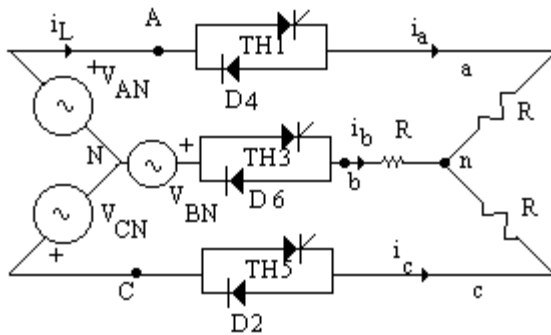 i_L A i_a
TH1 a
+ V_AN D4 R
N + TH3 i_b R n
V_BN b
V_CN D6 R
+
C TH5 i_c c
D2